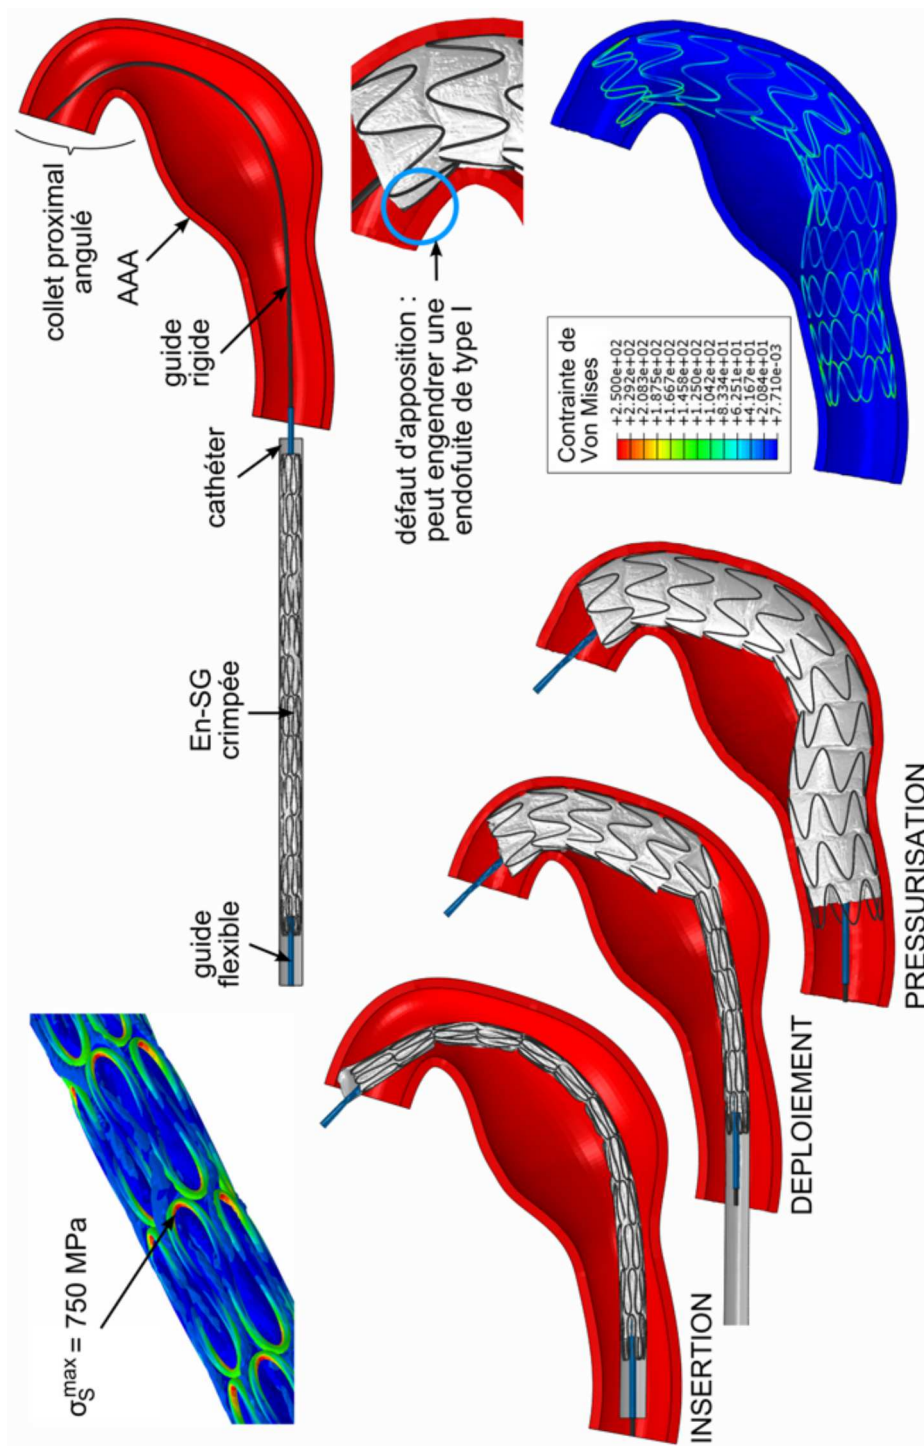 σS^max = 750 MPa
guide
flexible
En-SG
crimpée
cathéter
guide
rigide
AAA
collet proximal
angulé
INSERTION
DEPLOIEMENT
PRESSURISATION
défaut d'apposition :
peut engendrer une
endofuite de type I
Contrainte de
Von Mises
+2.500e+02
+2.292e+02
+2.083e+02
+1.875e+02
+1.667e+02
+1.458e+02
+1.250e+02
+1.042e+02
+8.334e+01
+6.251e+01
+4.167e+01
+2.084e+01
+7.710e-03